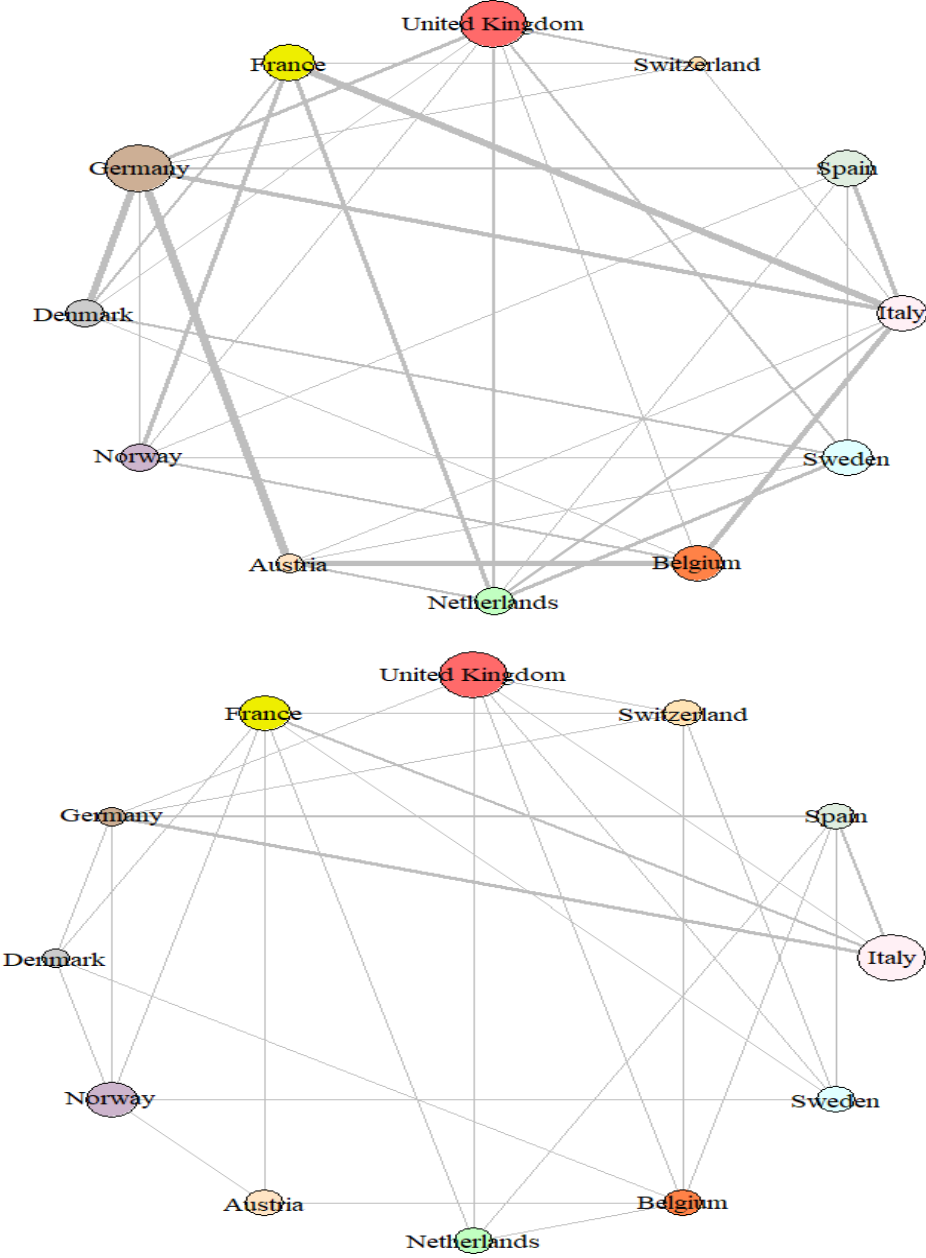 United Kingdom
France
Switzerland
Germany
Spain
Denmark
Italy
Norway
Sweden
Austria
Belgium
Netherlands
United Kingdom
France
Switzerland
Germany
Spain
Denmark
Italy
Norway
Sweden
Austria
Belgium
Netherlands